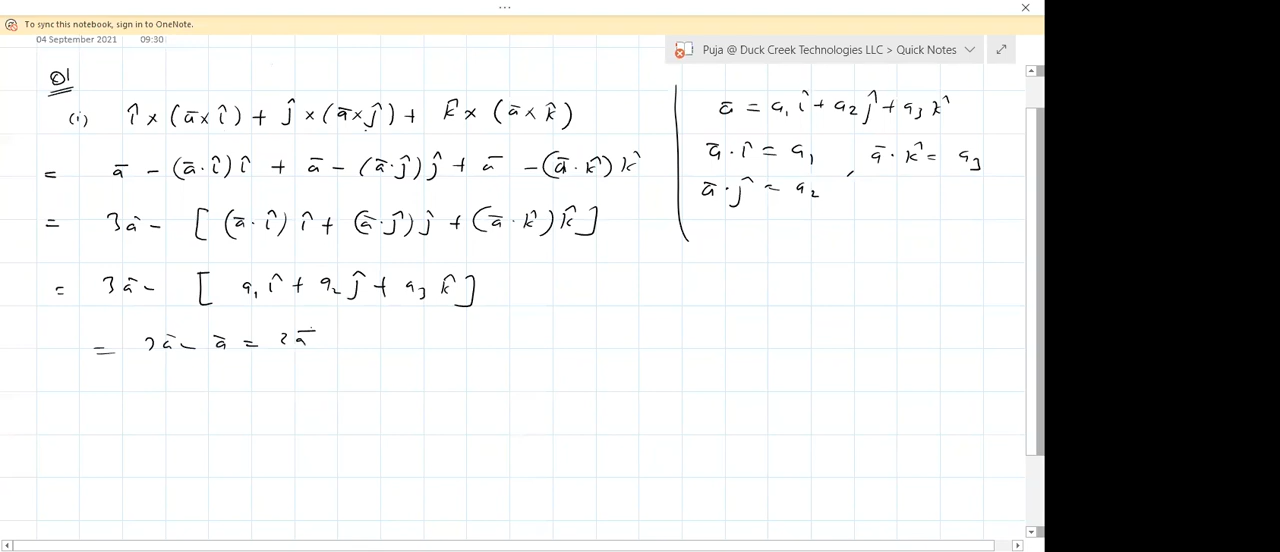 ...
To sync this notebook, sign in to OneNote.
04 September 2021 09:30
Puja @ Duck Creek Technologies LLC > Quick Notes
Q1
(i) î × (ā × î) + ĵ × (ā × ĵ) + k̂ × (ā × k̂)
= ā − (ā · î) î + ā − (ā · ĵ) ĵ + ā − (ā · k̂) k̂
= 3ā − [ (ā · î) î + (ā · ĵ) ĵ + (ā · k̂) k̂ ]
= 3ā − [ a₁ î + a₂ ĵ + a₃ k̂ ]
= 3ā − ā = 2ā
ā = a₁ î + a₂ ĵ + a₃ k̂
ā · î = a₁ , ā · k̂ = a₃
ā · ĵ = a₂